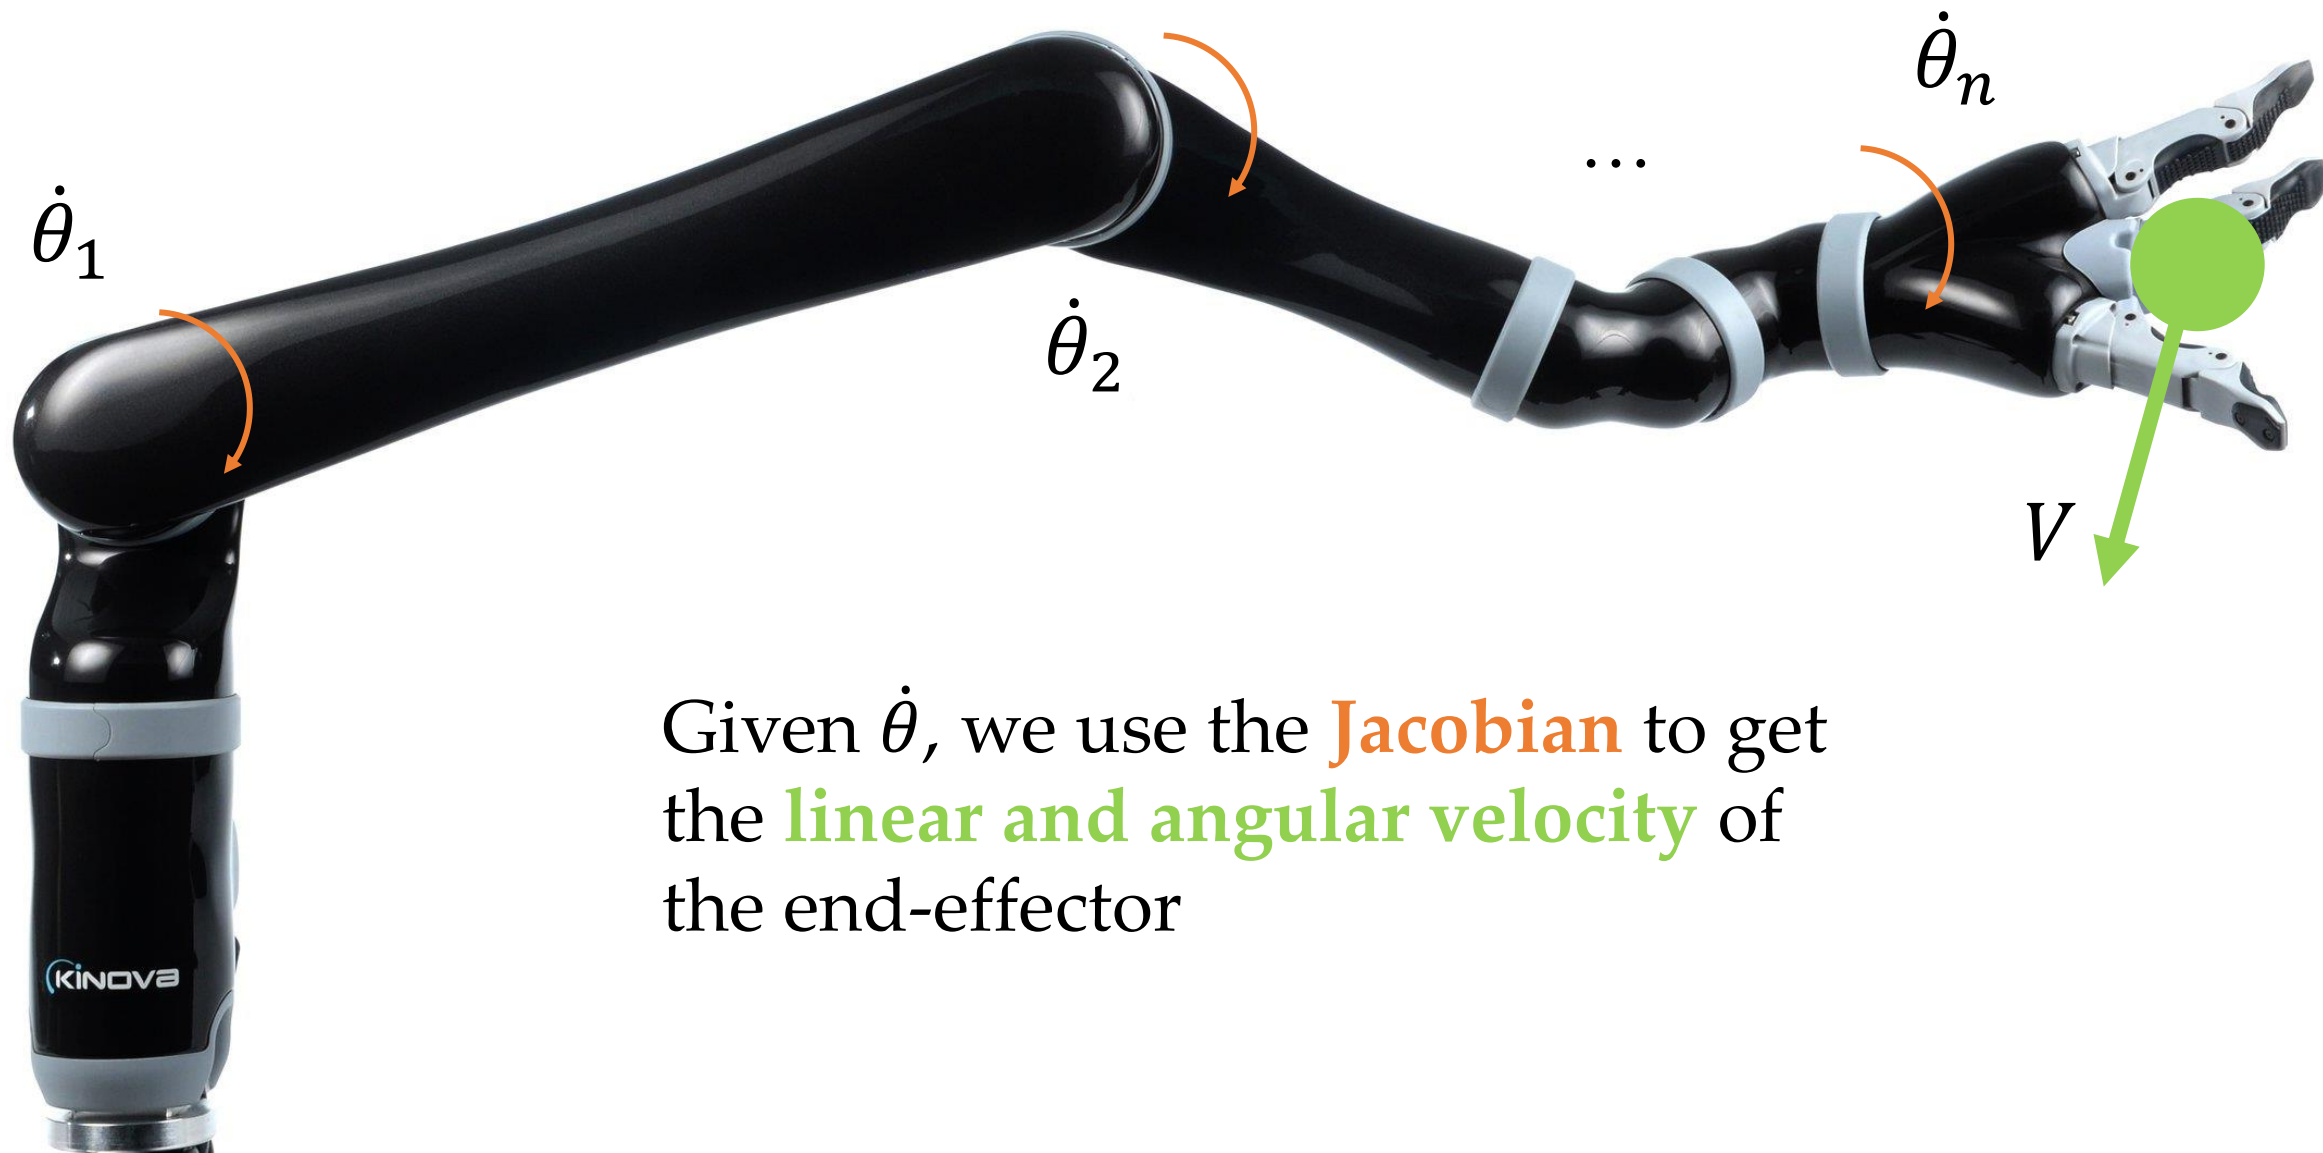 θ̇₁
θ̇₂
...
θ̇ₙ
V
Given θ̇, we use the Jacobian to get
the linear and angular velocity of
the end-effector
KINOVA